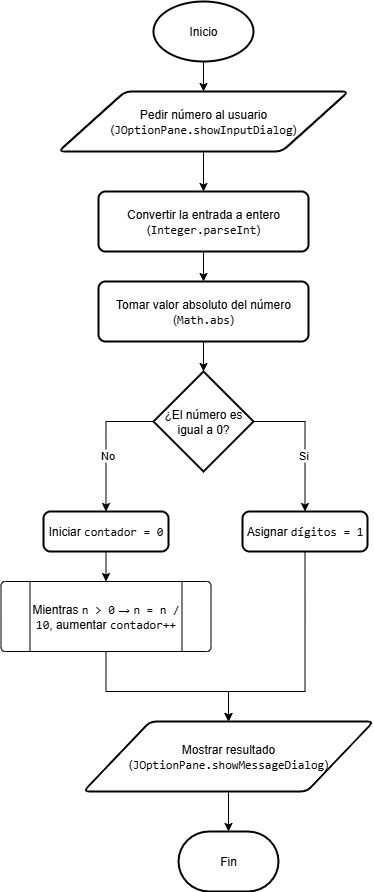 Inicio
Pedir número al usuario
(JOptionPane.showInputDialog)
Convertir la entrada a entero
(Integer.parseInt)
Tomar valor absoluto del número
(Math.abs)
¿El número es
igual a 0?
No
Si
Iniciar contador = 0
Asignar dígitos = 1
Mientras n > 0 → n = n /
10, aumentar contador++
Mostrar resultado
(JOptionPane.showMessageDialog)
Fin